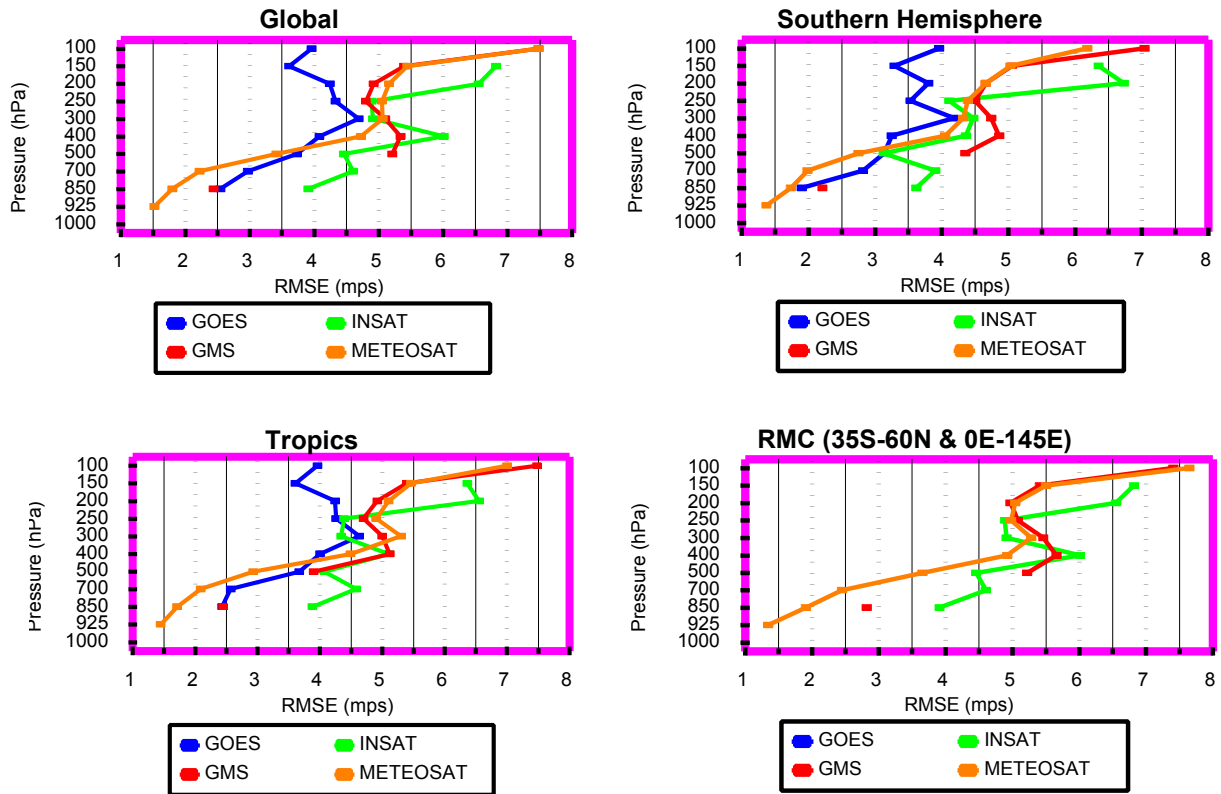 Global
Pressure (hPa)
100
150
200
250
300
400
500
700
850
925
1000
1 2 3 4 5 6 7 8
RMSE (mps)
GOES INSAT
GMS METEOSAT
Southern Hemisphere
Pressure (hPa)
100
150
200
250
300
400
500
700
850
925
1000
1 2 3 4 5 6 7 8
RMSE (mps)
GOES INSAT
GMS METEOSAT
Tropics
Pressure (hPa)
100
150
200
250
300
400
500
700
850
925
1000
1 2 3 4 5 6 7 8
RMSE (mps)
GOES INSAT
GMS METEOSAT
RMC (35S-60N & 0E-145E)
Pressure (hPa)
100
150
200
250
300
400
500
700
850
925
1000
1 2 3 4 5 6 7 8
RMSE (mps)
GOES INSAT
GMS METEOSAT